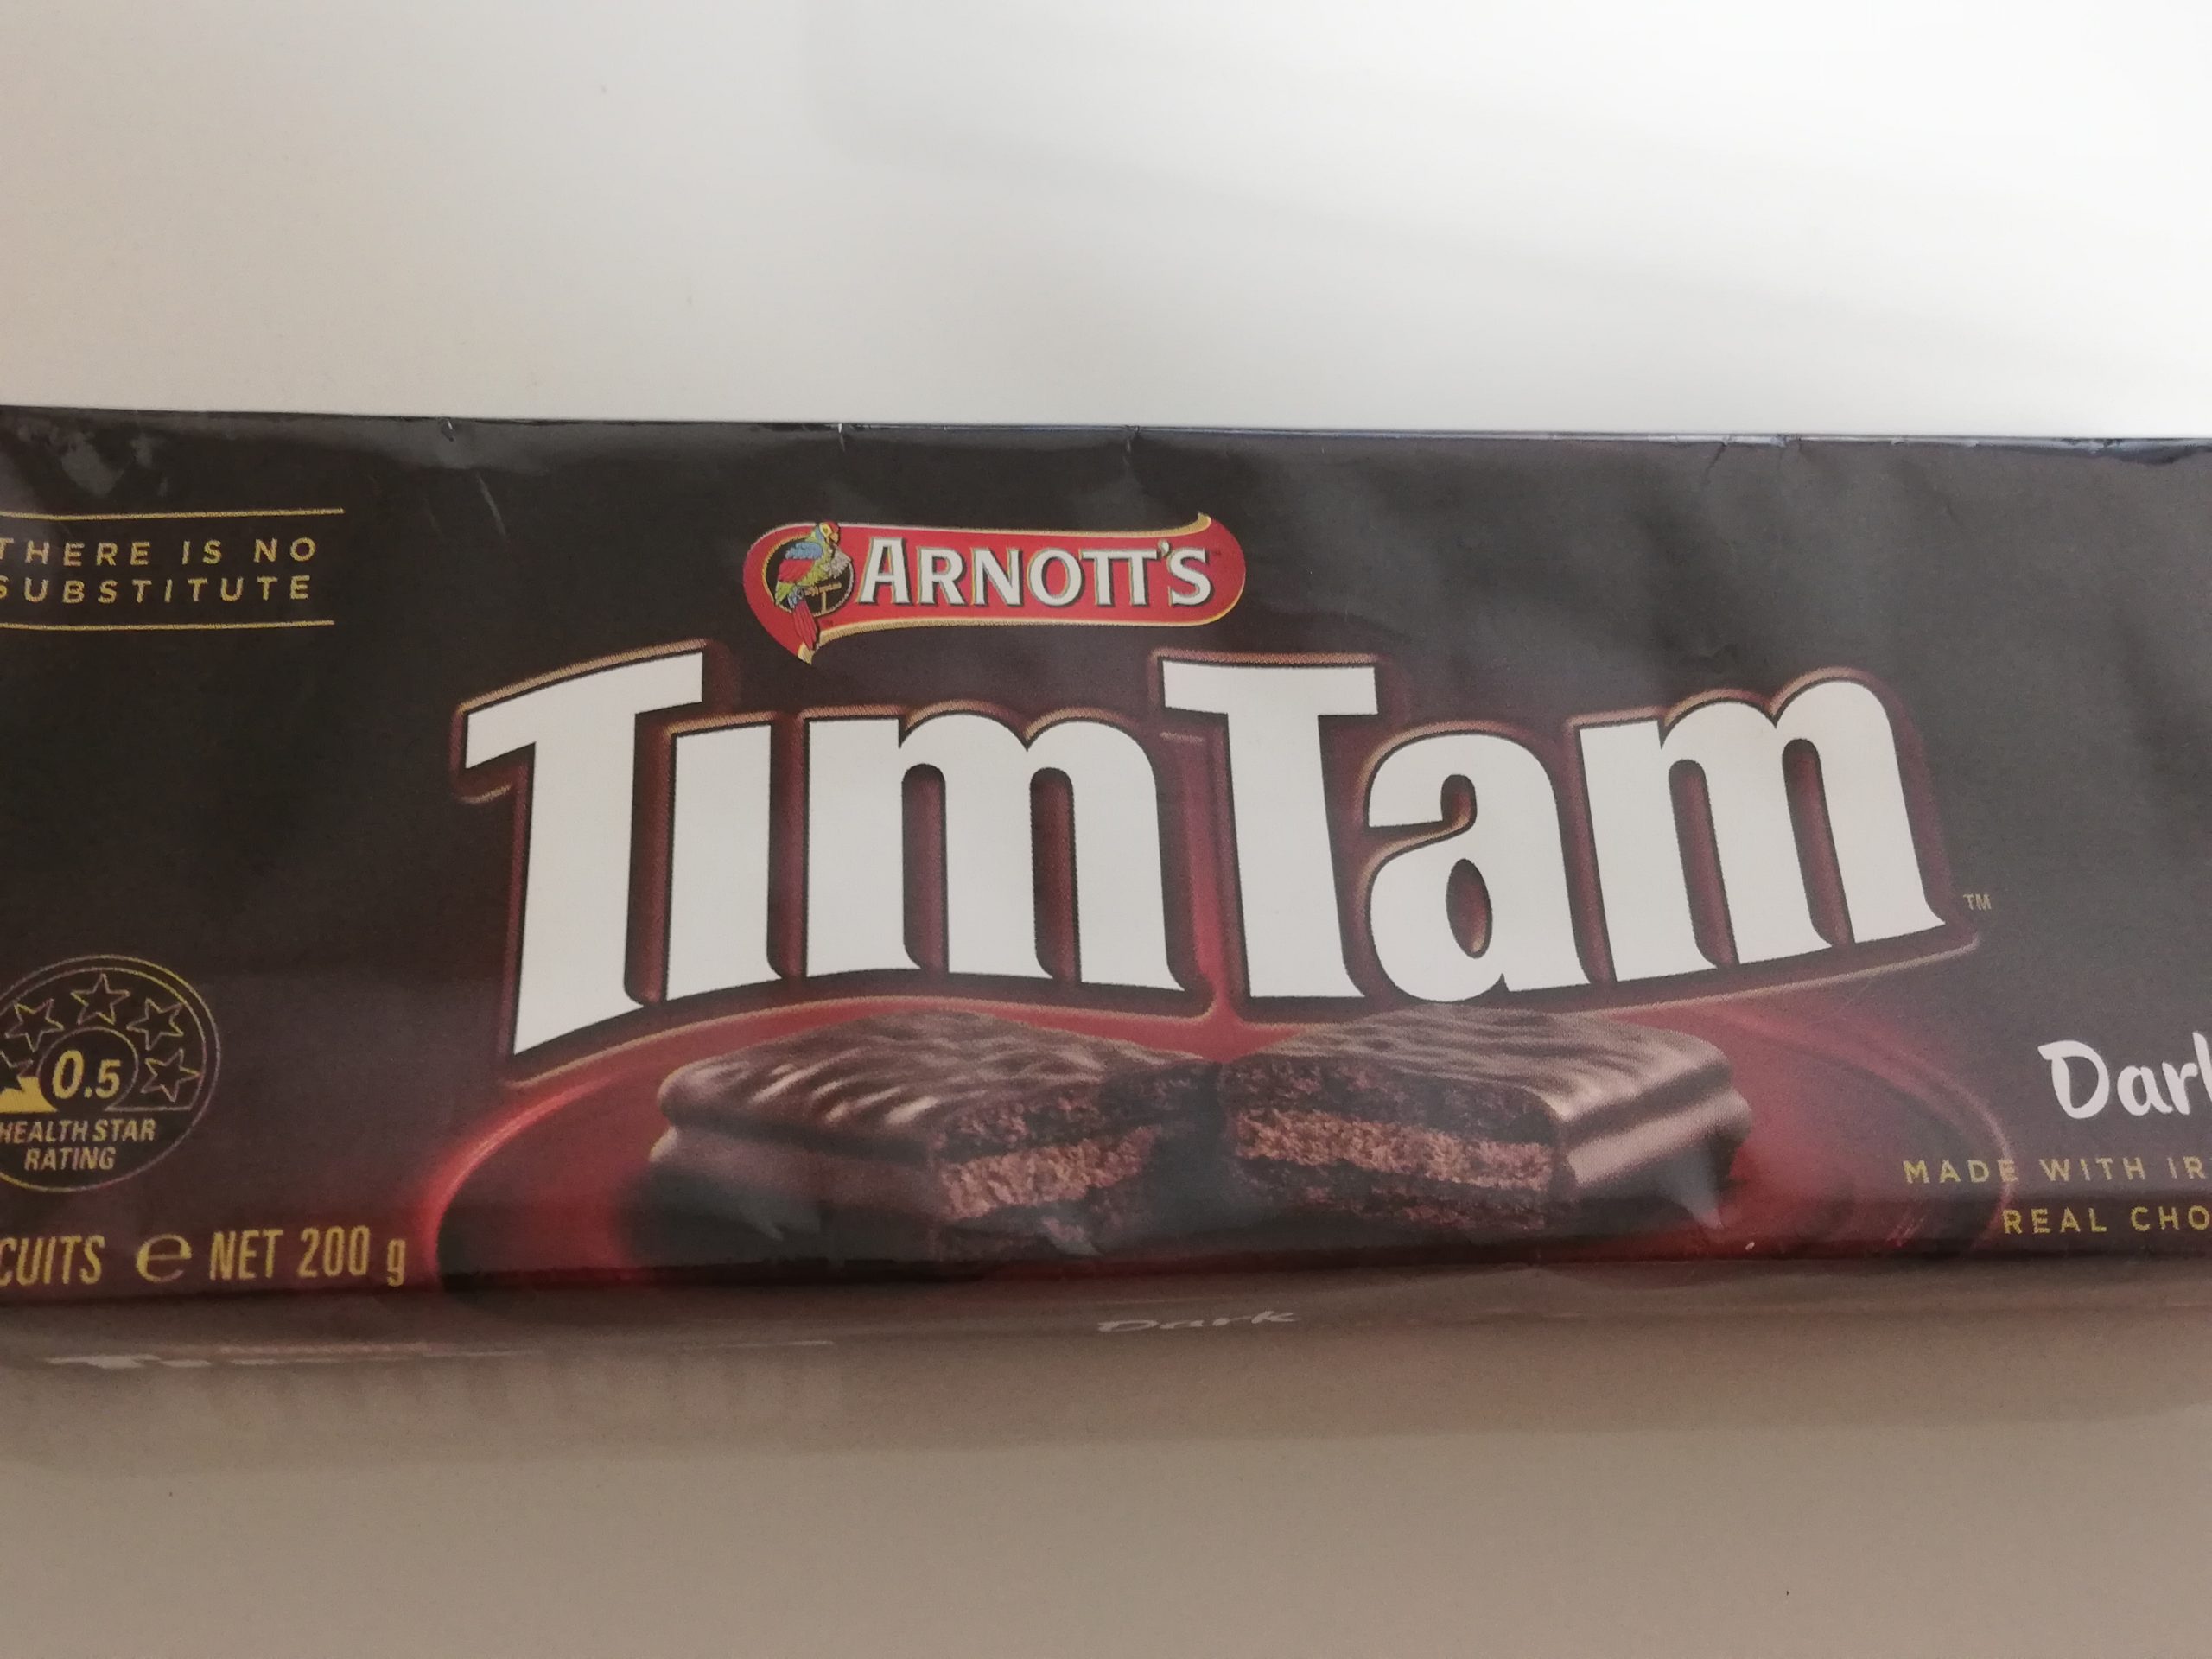 THERE IS NO
SUBSTITUTE
ARNOTT'S
TimTam
TM
0.5
HEALTH STAR
RATING
CUITS e NET 200 g
Dark
MADE WITH IR
REAL CHO
Dark